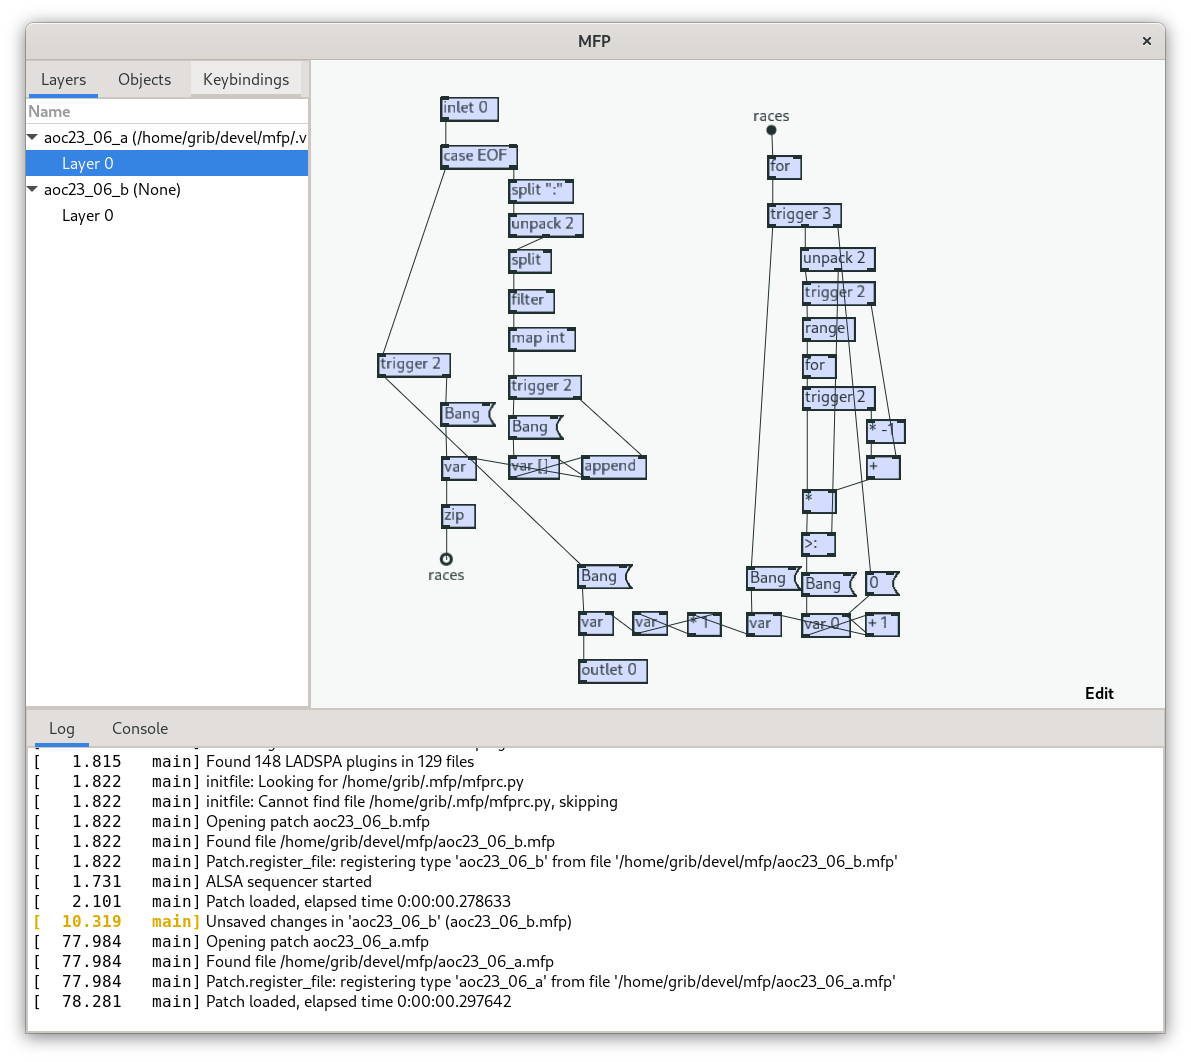 MFP
×
Layers
Objects
Keybindings
Name
aoc23_06_a (/home/grib/devel/mfp/.v
Layer 0
aoc23_06_b (None)
Layer 0
inlet 0
case EOF
split ":"
unpack 2
split
filter
map int
trigger 2
trigger 2
Bang
Bang
var
var []
append
zip
races
Bang
var
var
* 1
outlet 0
races
for
trigger 3
unpack 2
trigger 2
range
for
trigger 2
* -1
+
*
>:
Bang
Bang
0
var
var 0
+ 1
Edit
Log
Console
[ 1.815 main] Found 148 LADSPA plugins in 129 files
[ 1.822 main] initfile: Looking for /home/grib/.mfp/mfprc.py
[ 1.822 main] initfile: Cannot find file /home/grib/.mfp/mfprc.py, skipping
[ 1.822 main] Opening patch aoc23_06_b.mfp
[ 1.822 main] Found file /home/grib/devel/mfp/aoc23_06_b.mfp
[ 1.822 main] Patch.register_file: registering type 'aoc23_06_b' from file '/home/grib/devel/mfp/aoc23_06_b.mfp'
[ 1.731 main] ALSA sequencer started
[ 2.101 main] Patch loaded, elapsed time 0:00:00.278633
[ 10.319 main] Unsaved changes in 'aoc23_06_b' (aoc23_06_b.mfp)
[ 77.984 main] Opening patch aoc23_06_a.mfp
[ 77.984 main] Found file /home/grib/devel/mfp/aoc23_06_a.mfp
[ 77.984 main] Patch.register_file: registering type 'aoc23_06_a' from file '/home/grib/devel/mfp/aoc23_06_a.mfp'
[ 78.281 main] Patch loaded, elapsed time 0:00:00.297642